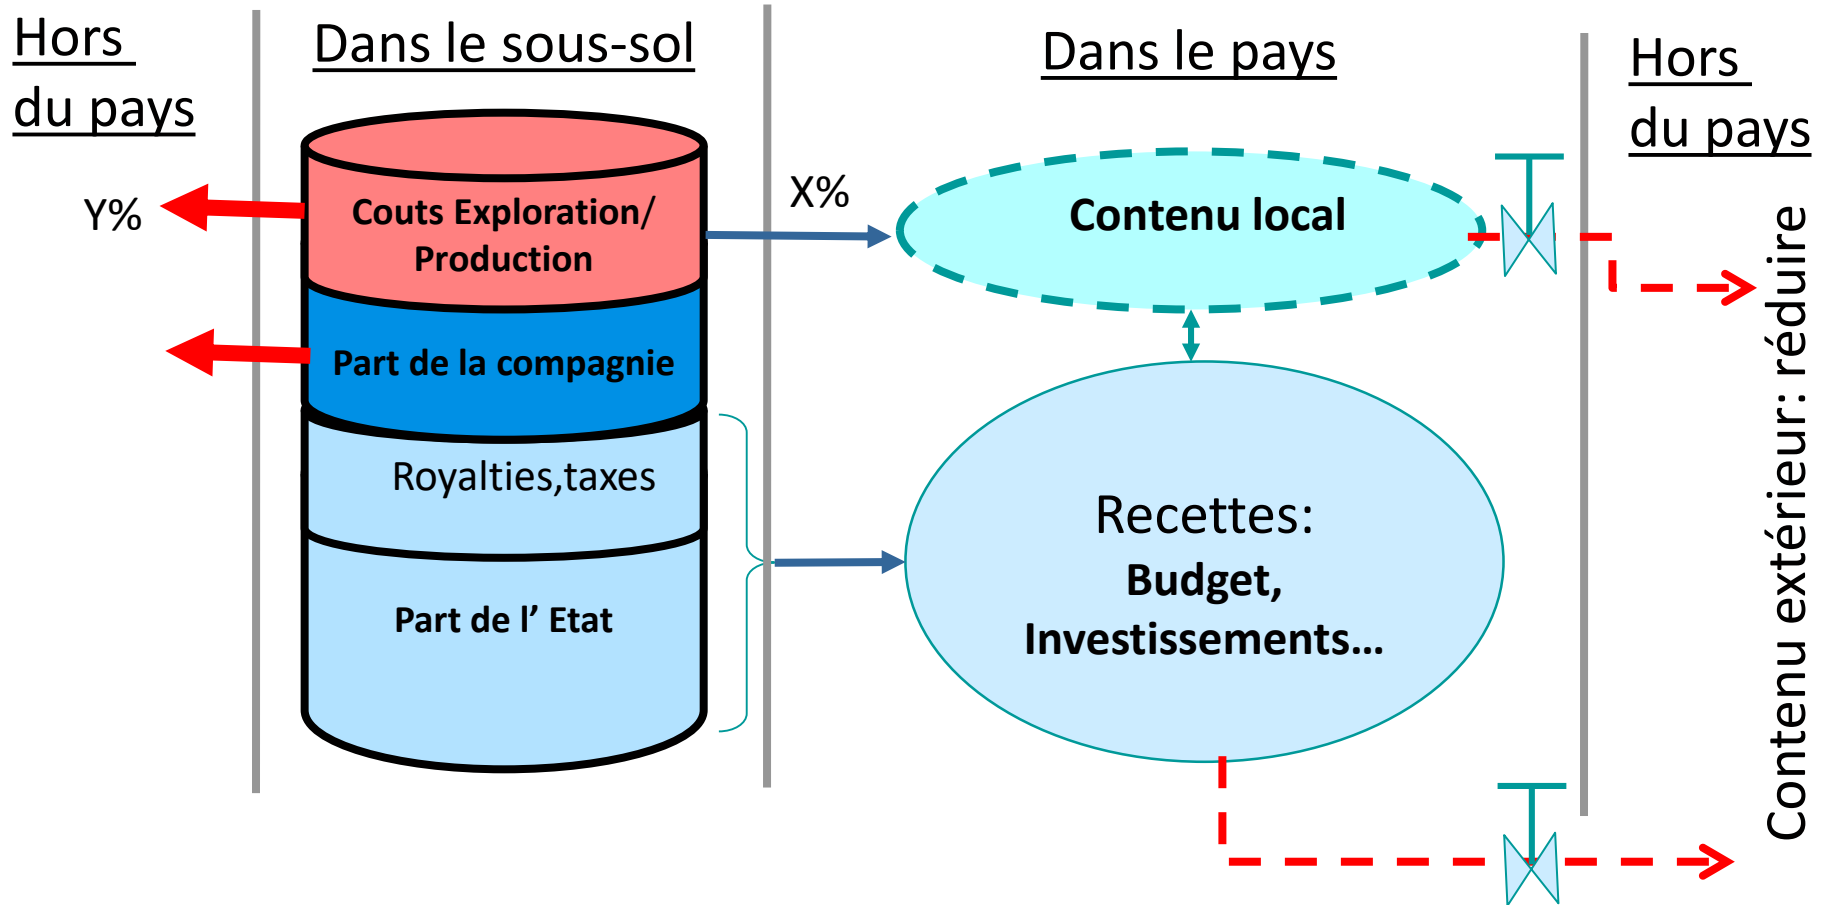 Hors
du pays
Dans le sous-sol
Dans le pays
Hors
du pays
Y%
Couts Exploration/
Production
X%
Contenu local
Part de la compagnie
Royalties,taxes
Part de l’ Etat
Recettes:
Budget,
Investissements...
Contenu extérieur: réduire